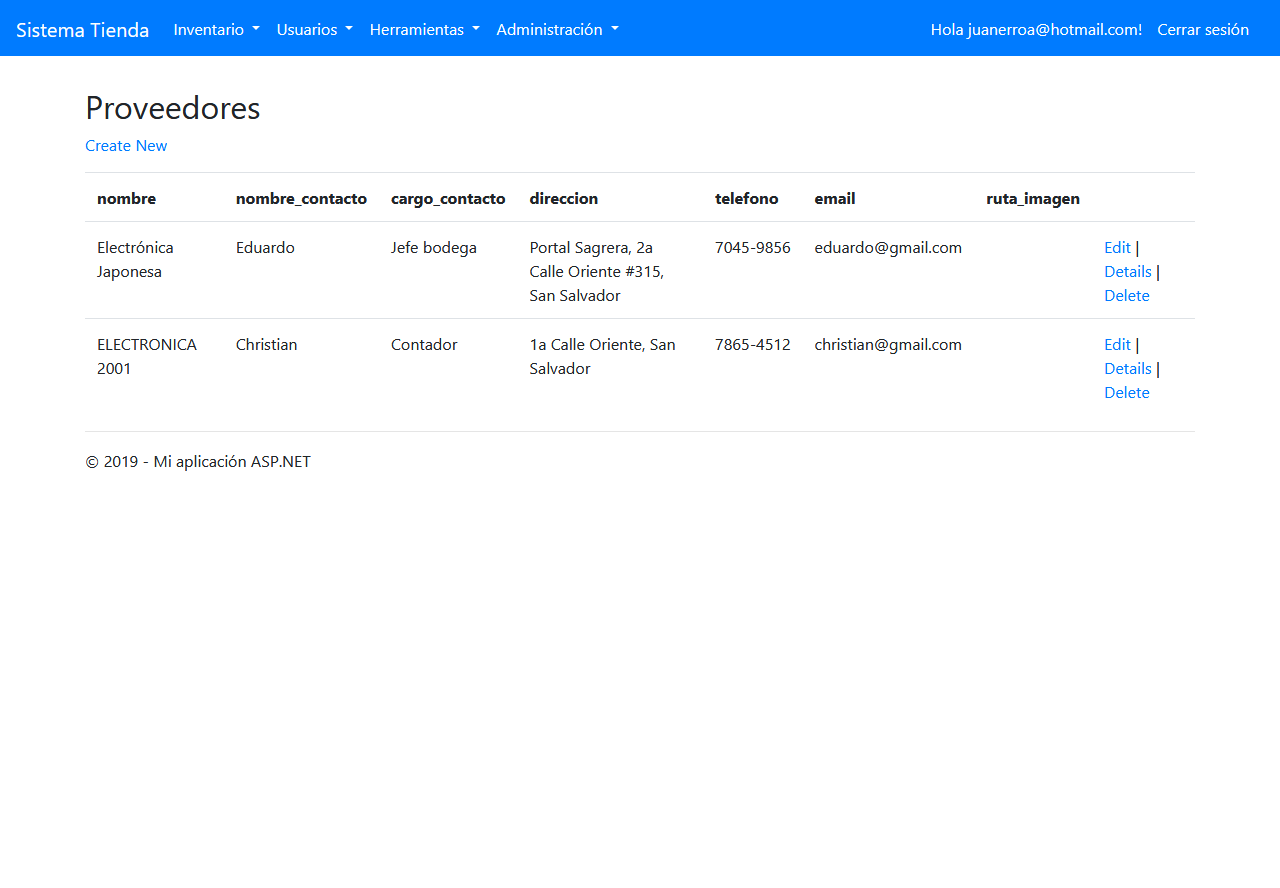 Sistema Tienda Inventario Usuarios Herramientas Administración Hola juanerroa@hotmail.com! Cerrar sesión
Proveedores
Create New
nombre nombre_contacto cargo_contacto direccion telefono email ruta_imagen
Electrónica Eduardo Jefe bodega Portal Sagrera, 2a 7045-9856 eduardo@gmail.com Edit |
Japonesa Calle Oriente #315, Details |
San Salvador Delete
ELECTRONICA Christian Contador 1a Calle Oriente, San 7865-4512 christian@gmail.com Edit |
2001 Salvador Details |
Delete
© 2019 - Mi aplicación ASP.NET